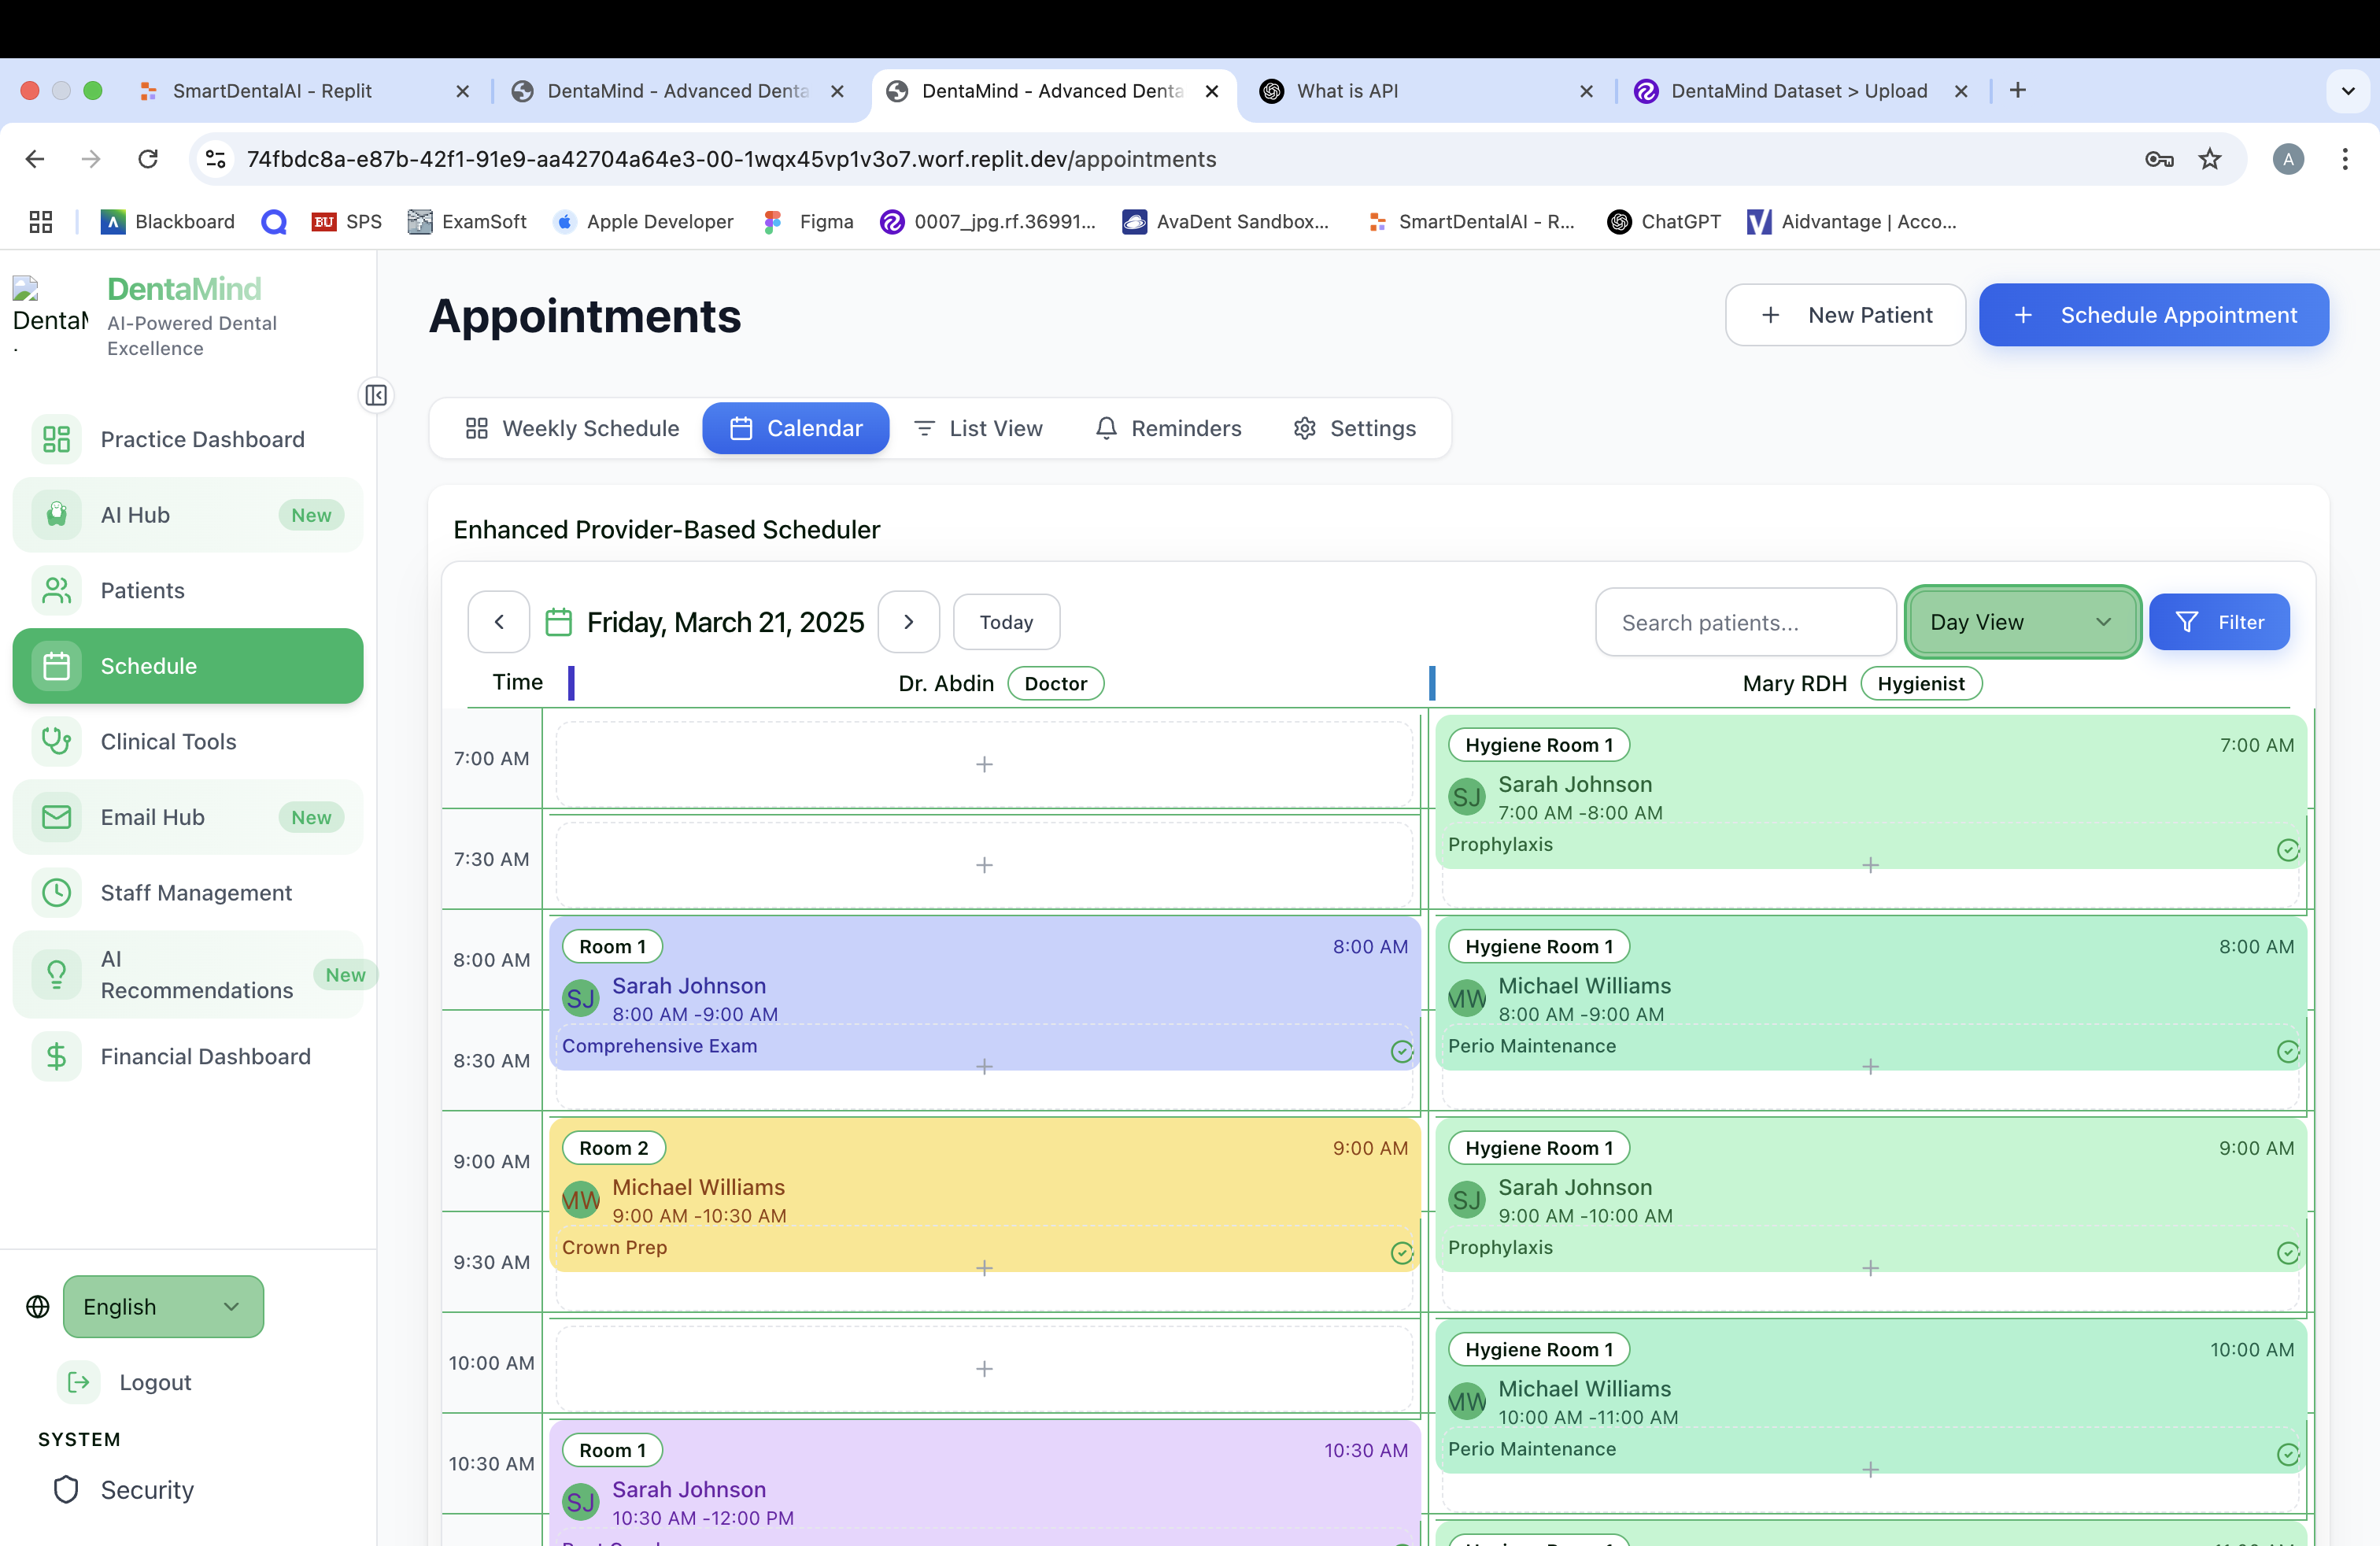 SmartDentalAI - Replit
DentaMind - Advanced Denta
DentaMind - Advanced Denta
What is API
DentaMind Dataset > Upload
74fbdc8a-e87b-42f1-91e9-aa42704a64e3-00-1wqx45vp1v3o7.worf.replit.dev/appointments
A
Blackboard
BU SPS
ExamSoft
Apple Developer
Figma
0007_jpg.rf.36991...
AvaDent Sandbox...
SmartDentalAI - R...
ChatGPT
Aidvantage | Acco...
DentaM
DentaMind
AI-Powered Dental
Excellence
Practice Dashboard
AI Hub New
Patients
Schedule
Clinical Tools
Email Hub New
Staff Management
AI
Recommendations New
Financial Dashboard
English
Logout
SYSTEM
Security
Appointments
+ New Patient
+ Schedule Appointment
Weekly Schedule
Calendar
List View
Reminders
Settings
Enhanced Provider-Based Scheduler
Friday, March 21, 2025
Today
Search patients...
Day View
Filter
Time
Dr. Abdin Doctor
Mary RDH Hygienist
7:00 AM
+
Hygiene Room 1 7:00 AM
SJ Sarah Johnson
7:00 AM -8:00 AM
Prophylaxis
7:30 AM
+
+
8:00 AM
Room 1 8:00 AM
SJ Sarah Johnson
8:00 AM -9:00 AM
Comprehensive Exam
Hygiene Room 1 8:00 AM
MW Michael Williams
8:00 AM -9:00 AM
Perio Maintenance
8:30 AM
+
+
9:00 AM
Room 2 9:00 AM
MW Michael Williams
9:00 AM -10:30 AM
Crown Prep
Hygiene Room 1 9:00 AM
SJ Sarah Johnson
9:00 AM -10:00 AM
Prophylaxis
9:30 AM
+
+
10:00 AM
+
Hygiene Room 1 10:00 AM
MW Michael Williams
10:00 AM -11:00 AM
Perio Maintenance
10:30 AM
Room 1 10:30 AM
SJ Sarah Johnson
10:30 AM -12:00 PM
+